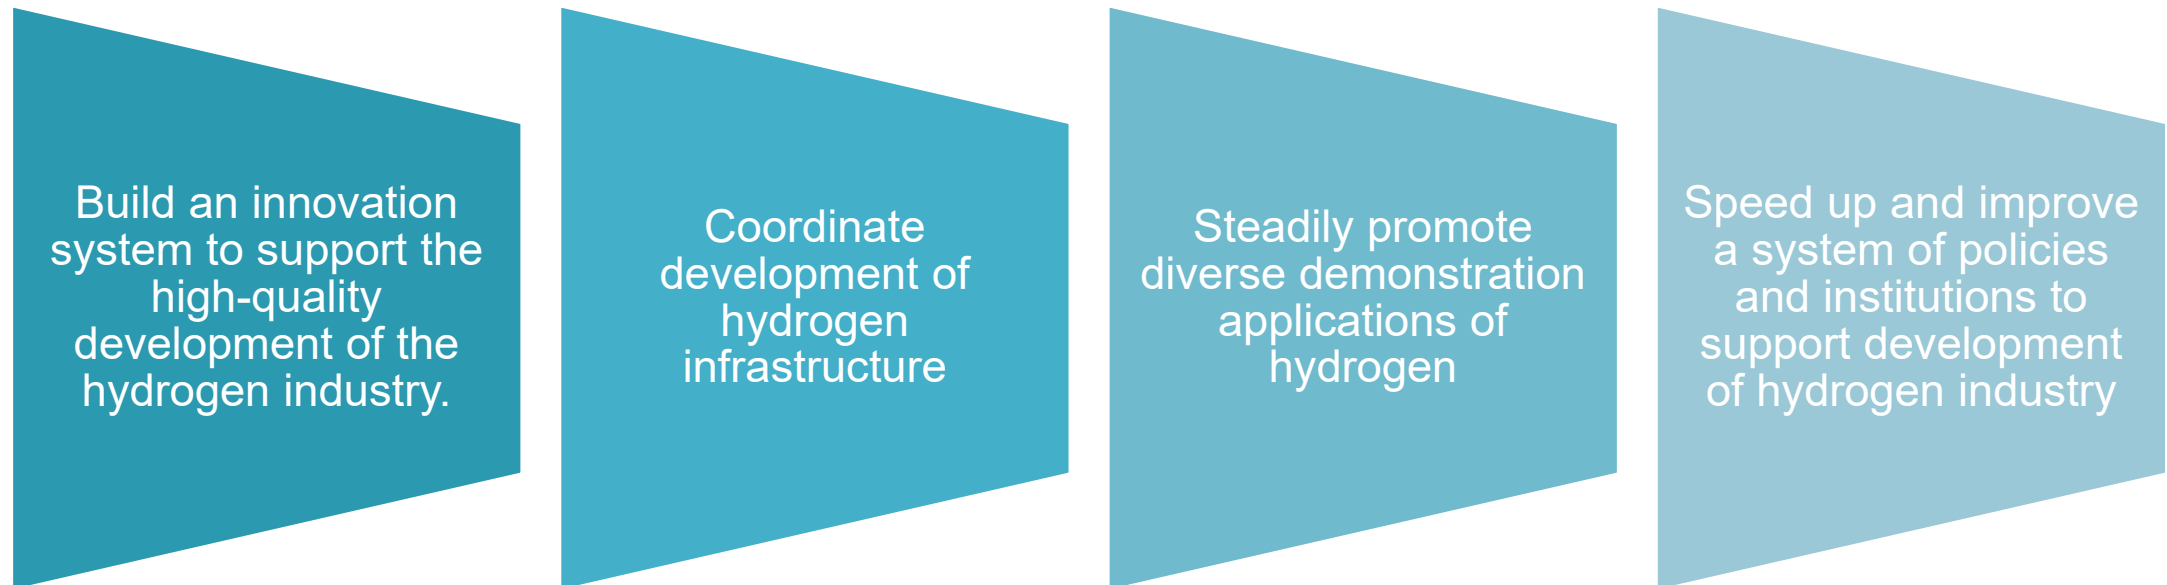 Build an innovation
system to support the
high-quality
development of the
hydrogen industry.
Coordinate
development of
hydrogen
infrastructure
Steadily promote
diverse demonstration
applications of
hydrogen
Speed up and improve
a system of policies
and institutions to
support development
of hydrogen industry